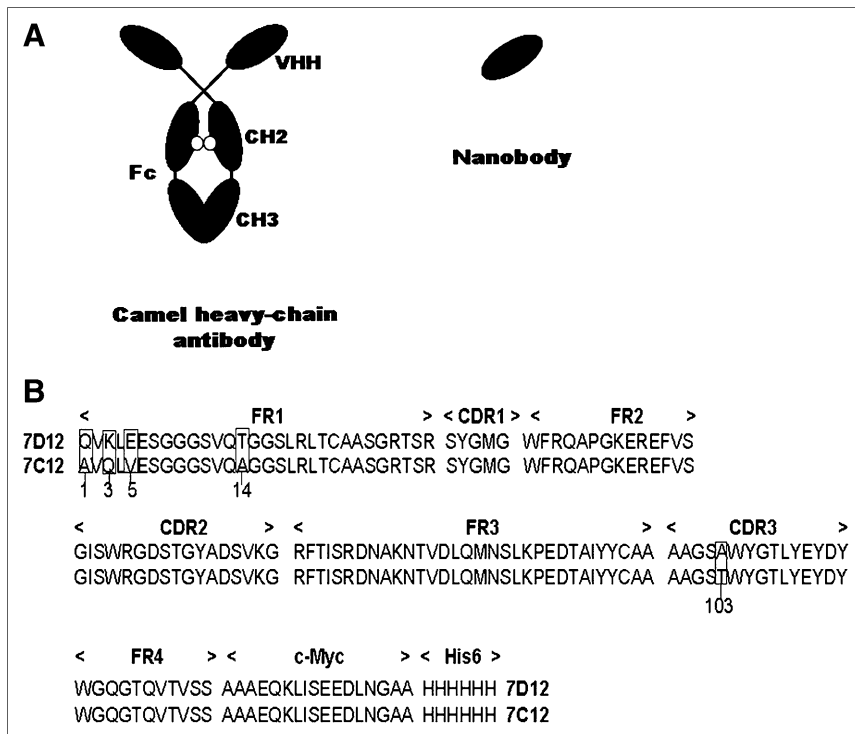 A
VHH
CH2
Fc
CH3
Camel heavy-chain
antibody
Nanobody
B
< FR1 > < CDR1 > < FR2 >
7D12 QVKLEESGGGSVQTGGSLRLTCAASGRTSR SYGMG WFRQAPGKEREFVS
7C12 AVQLVESGGGSVQAGGSLRLTCAASGRTSR SYGMG WFRQAPGKEREFVS
1 3 5 14
< CDR2 > < FR3 > < CDR3 >
GISWRGDSTGYADSVKG RFTISRDNAKNTVDLQMNSLKPEDTAIYYCAA AAGSAWYGTLYEYDY
GISWRGDSTGYADSVKG RFTISRDNAKNTVDLQMNSLKPEDTAIYYCAA AAGSTWYGTLYEYDY
103
< FR4 > < c-Myc > < His6 >
WGQGTQVTVSS AAAEQKLISEEDLNGAA HHHHHH 7D12
WGQGTQVTVSS AAAEQKLISEEDLNGAA HHHHHH 7C12